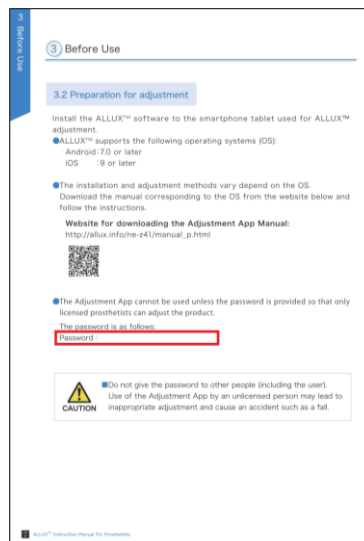 3
Before Use
3 Before Use
3.2 Preparation for adjustment
Install the ALLUX™ software to the smartphone tablet used for ALLUX™
adjustment.
●ALLUX™ supports the following operating systems (OS):
Android：7.0 or later
iOS ：9 or later
●The installation and adjustment methods vary depend on the OS.
Download the manual corresponding to the OS from the website below and
follow the instructions.
Website for downloading the Adjustment App Manual:
http://allux.info/ne-z41/manual_p.html
●The Adjustment App cannot be used unless the password is provided so that only
licensed prosthetists can adjust the product.
The password is as follows:
Password :
CAUTION
■Do not give the password to other people (including the user).
Use of the Adjustment App by an unlicensed person may lead to
inappropriate adjustment and cause an accident such as a fall.
7 ALLUX™ Instruction Manual For Prosthetists